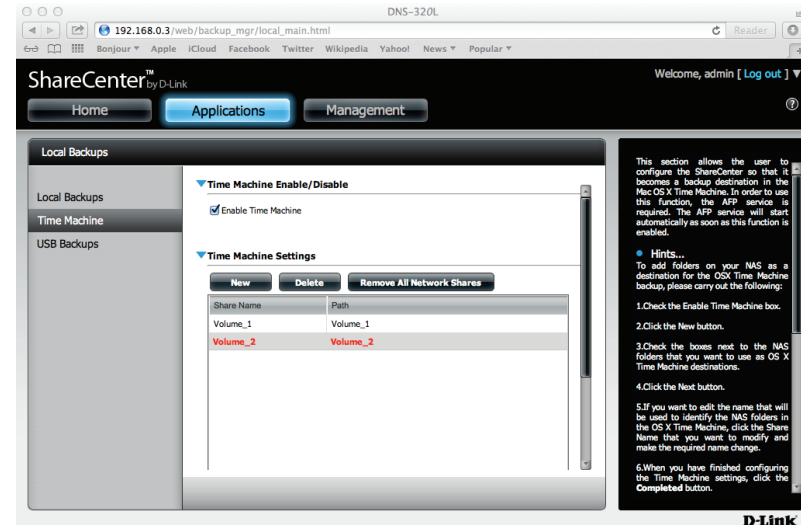 DNS-320L
192.168.0.3/web/backup_mgr/local_main.html
Reader
Bonjour Apple iCloud Facebook Twitter Wikipedia Yahoo! News Popular
ShareCenter™ by D-Link
Welcome, admin [ Log out ]
Home
Applications
Management
?
Local Backups
Local Backups
Time Machine
USB Backups
Time Machine Enable/Disable
Enable Time Machine
Time Machine Settings
New
Delete
Remove All Network Shares
Share Name Path
Volume_1 Volume_1
Volume_2 Volume_2
This section allows the user to
configure the ShareCenter so that it
becomes a backup destination in the
Mac OS X Time Machine. In order to use
this function, the AFP service is
required. The AFP service will start
automatically as soon as this function is
enabled.
Hints...
To add folders on your NAS as a
destination for the OSX Time Machine
backup, please carry out the following:
1.Check the Enable Time Machine box.
2.Click the New button.
3.Check the boxes next to the NAS
folders that you want to use as OS X
Time Machine destinations.
4.Click the Next button.
5.If you want to edit the name that will
be used to identify the NAS folders in
the OS X Time Machine, click the Share
Name that you want to modify and
make the required name change.
6.When you have finished configuring
the Time Machine settings, click the
Completed button.
D-Link